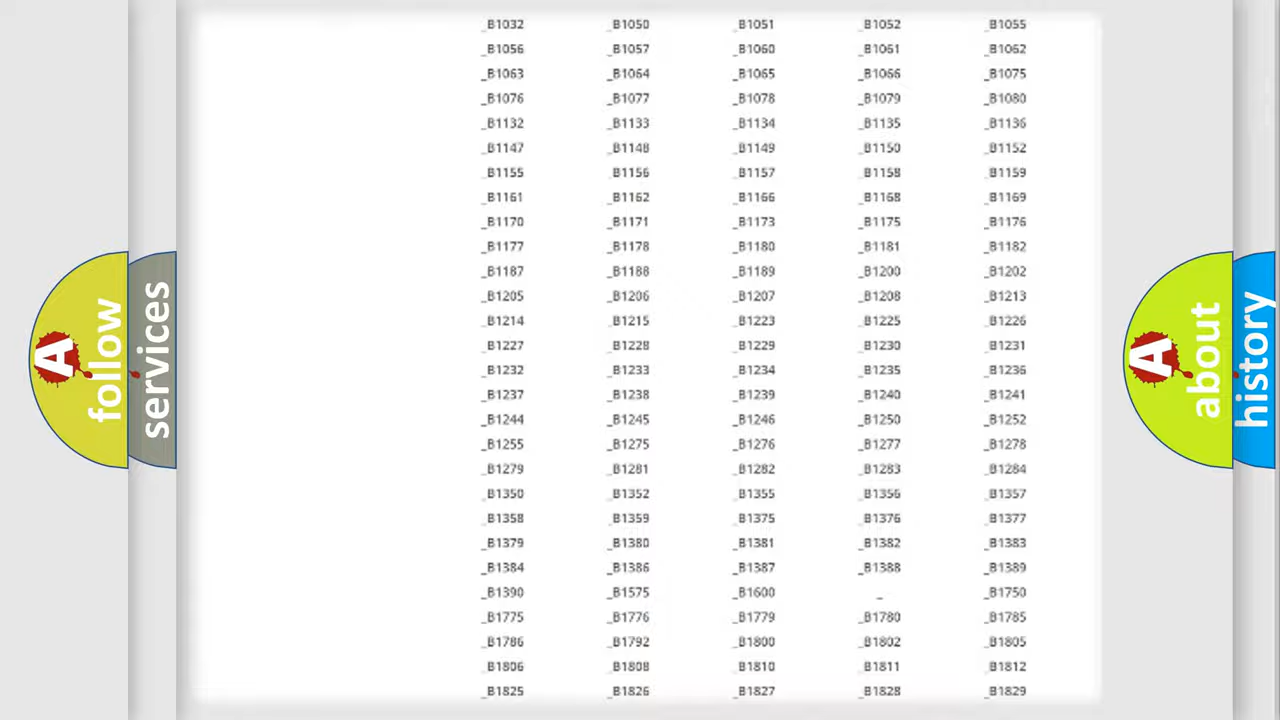 _B1032 _B1050 _B1051 _B1052 _B1055
_B1056 _B1057 _B1060 _B1061 _B1062
_B1063 _B1064 _B1065 _B1066 _B1075
_B1076 _B1077 _B1078 _B1079 _B1080
_B1132 _B1133 _B1134 _B1135 _B1136
_B1147 _B1148 _B1149 _B1150 _B1152
_B1155 _B1156 _B1157 _B1158 _B1159
_B1161 _B1162 _B1166 _B1168 _B1169
_B1170 _B1171 _B1173 _B1175 _B1176
_B1177 _B1178 _B1180 _B1181 _B1182
_B1187 _B1188 _B1189 _B1200 _B1202
_B1205 _B1206 _B1207 _B1208 _B1213
_B1214 _B1215 _B1223 _B1225 _B1226
_B1227 _B1228 _B1229 _B1230 _B1231
_B1232 _B1233 _B1234 _B1235 _B1236
_B1237 _B1238 _B1239 _B1240 _B1241
_B1244 _B1245 _B1246 _B1250 _B1252
_B1255 _B1275 _B1276 _B1277 _B1278
_B1279 _B1281 _B1282 _B1283 _B1284
_B1350 _B1352 _B1355 _B1356 _B1357
_B1358 _B1359 _B1375 _B1376 _B1377
_B1379 _B1380 _B1381 _B1382 _B1383
_B1384 _B1386 _B1387 _B1388 _B1389
_B1390 _B1575 _B1600 _ _B1750
_B1775 _B1776 _B1779 _B1780 _B1785
_B1786 _B1792 _B1800 _B1802 _B1805
_B1806 _B1808 _B1810 _B1811 _B1812
_B1825 _B1826 _B1827 _B1828 _B1829
A
follow
services
A
about
history